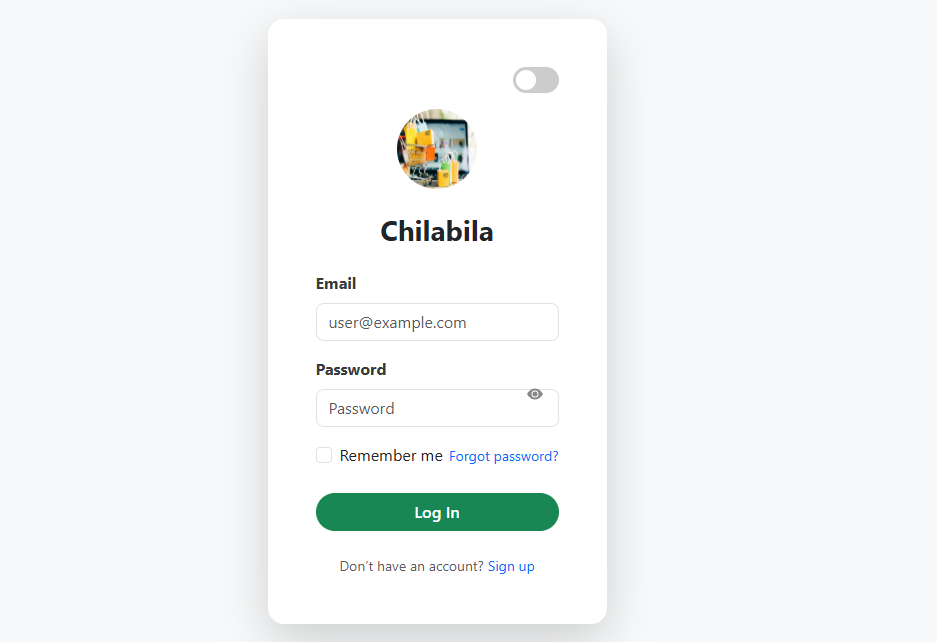 Chilabila
Email
user@example.com
Password
Password
Remember me Forgot password?
Log In
Don't have an account? Sign up